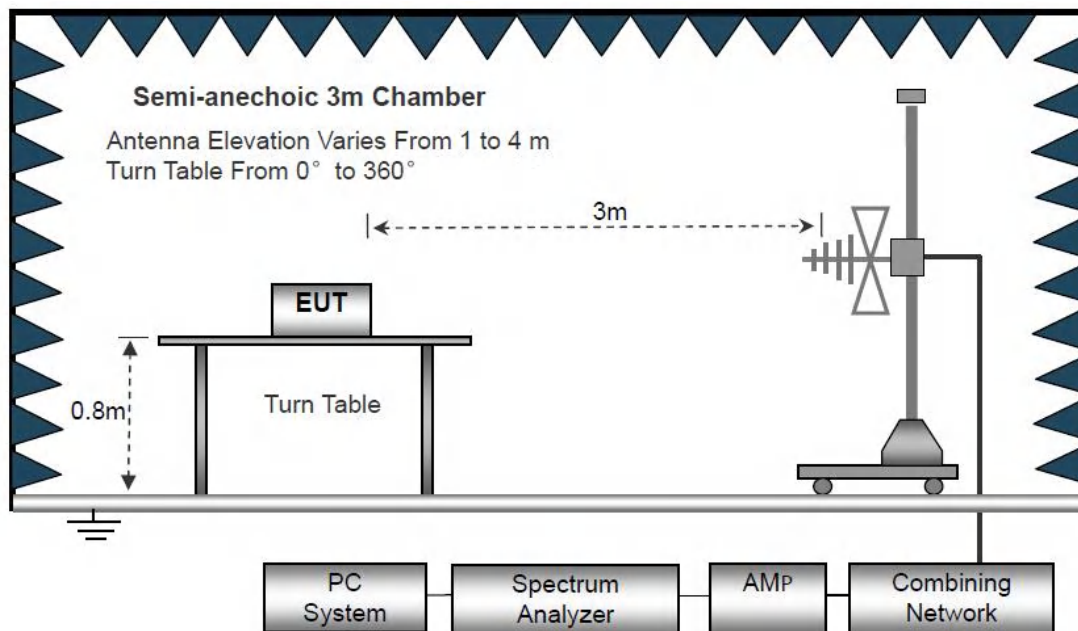 Semi-anechoic 3m Chamber
Antenna Elevation Varies From 1 to 4 m
Turn Table From 0° to 360°
3m
EUT
0.8m
Turn Table
PC
System
Spectrum
Analyzer
AMP
Combining
Network